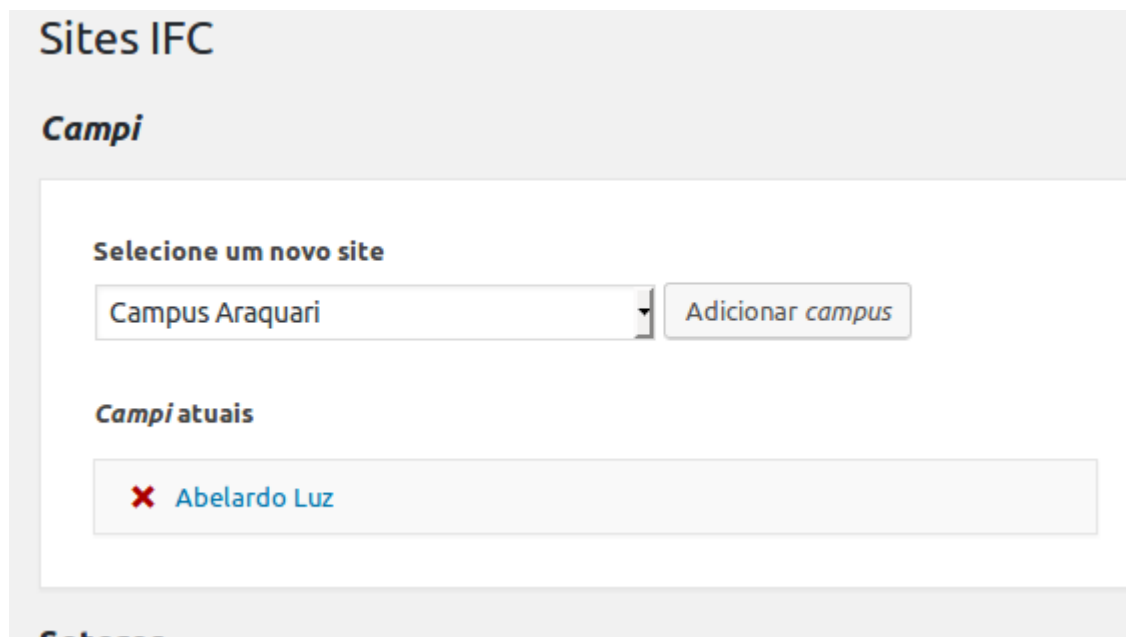 Sites IFC
Campi
Selecione um novo site
Campus Araquari
Adicionar campus
Campi atuais
Abelardo Luz